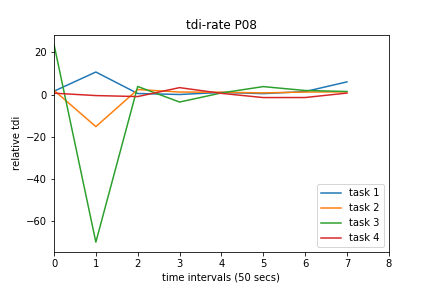 tdi-rate P08
relative tdi
20
0
−20
−40
−60
0 1 2 3 4 5 6 7 8
time intervals (50 secs)
task 1
task 2
task 3
task 4